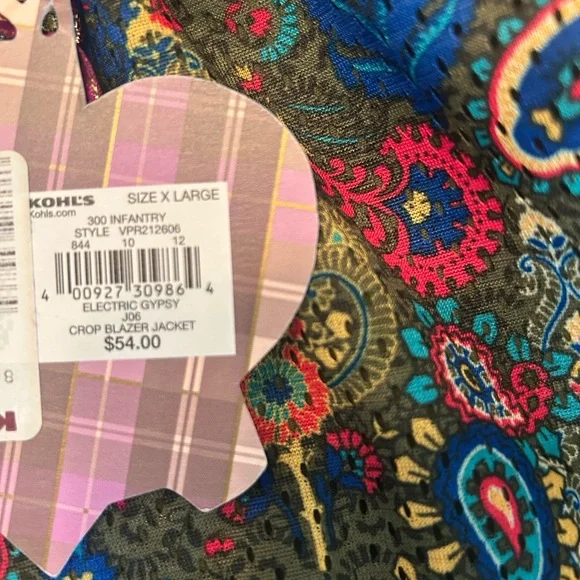 KOHL'S SIZE X LARGE
Kohls.com
300 INFANTRY
STYLE VPR212606
844 10 12
4 00927 30986 4
ELECTRIC GYPSY
J06
CROP BLAZER JACKET
$54.00
8
K